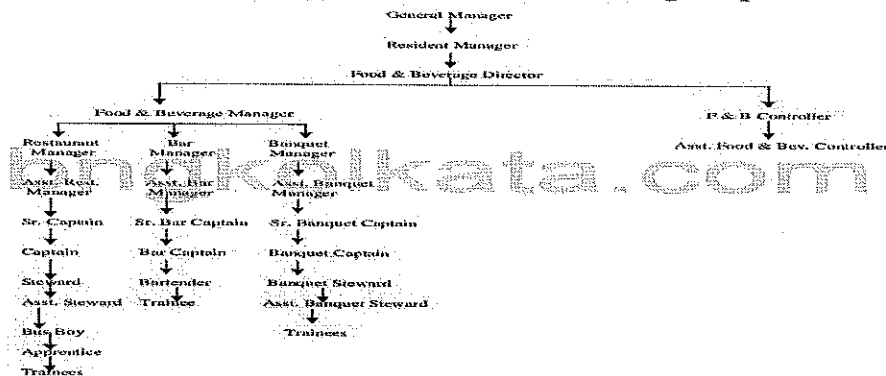 General Manager
Resident Manager
Food & Beverage Director
Food & Beverage Manager
F & B Controller
Restaurant Manager
Bar Manager
Banquet Manager
Asst. Food & Bev. Controller
Asst. Rest. Manager
Asst. Bar Manager
Asst. Banquet Manager
Sr. Captain
Sr. Bar Captain
Sr. Banquet Captain
Captain
Bar Captain
Banquet Captain
Steward
Bartender
Banquet Steward
Asst. Steward
Trainee
Asst. Banquet Steward
Bus Boy
Trainees
Apprentice
Trainees